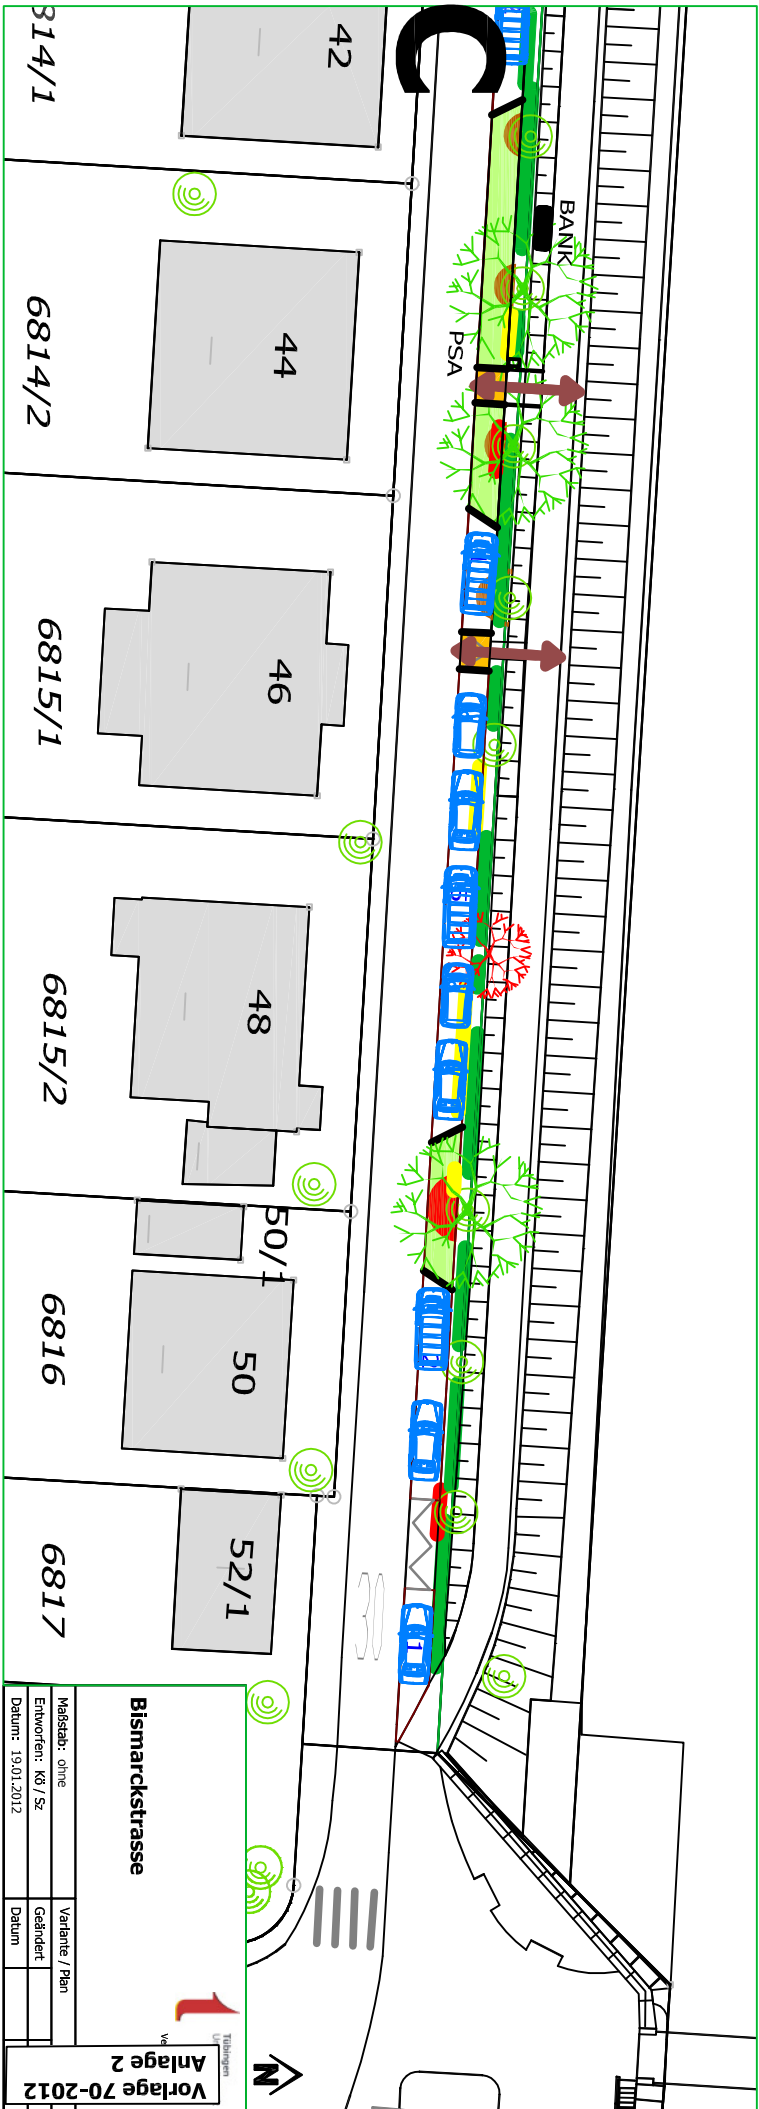 C
42
814/1
BANK
PSA
44
6814/2
46
6815/1
48
6815/2
50/1
50
6816
52/1
6817
1
Bismarckstrasse
Maßstab: ohne
Entworfen: Kö / Sz
Datum: 19.01.2012
Variante / Plan
Geändert
Datum
Tübingen
Vorlage 70-2012
Anlage 2
N